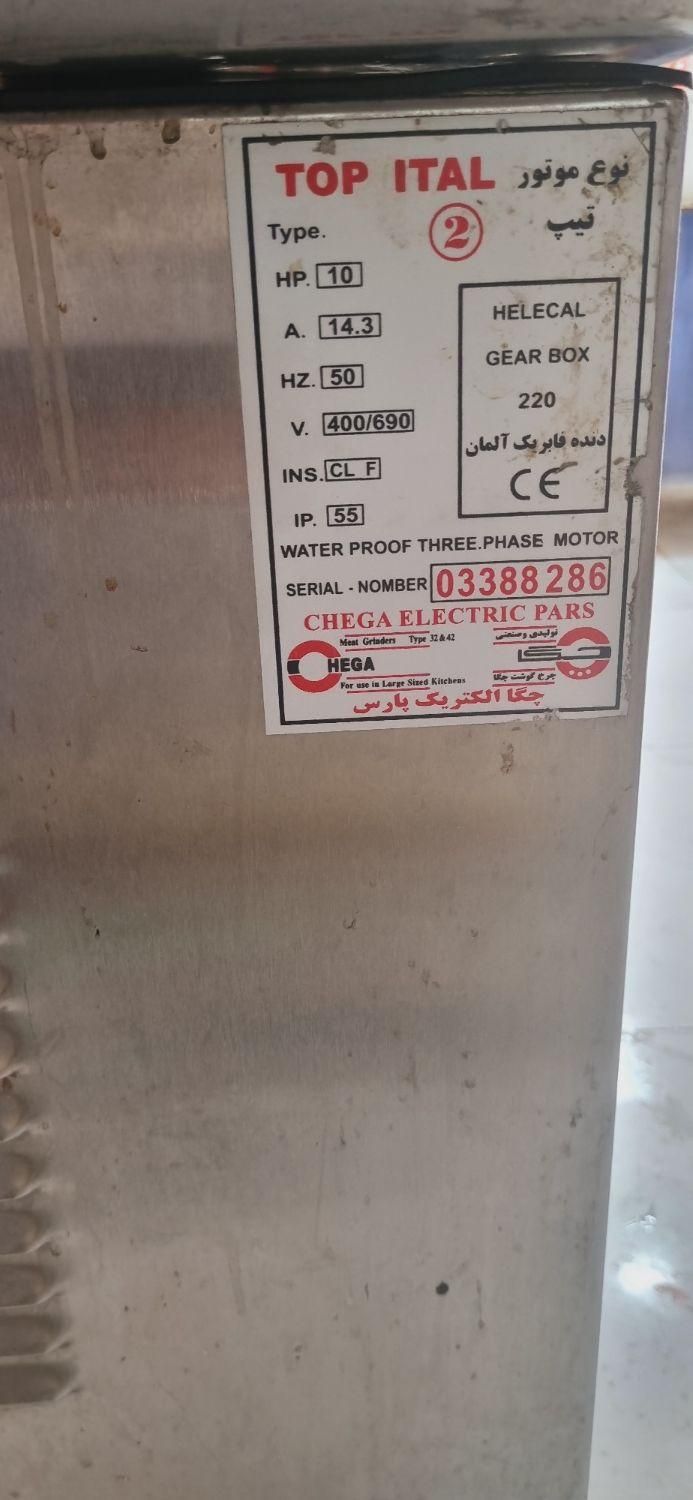 TOP ITAL نوع موتور
Type. 2 تیپ
HP. 10
A. 14.3
HZ. 50
V. 400/690
INS. CL F
IP. 55
HELECAL
GEAR BOX
220
دنده فابریک آلمان
CE
WATER PROOF THREE.PHASE MOTOR
SERIAL - NOMBER 03388286
CHEGA ELECTRIC PARS
Meat Grinders Type 32 & 42
CHEGA
For use in Large Sized Kitchens
تولیدی و صنعتی
چگا
چرخ گوشت چگا
چگا الکتریک پارس